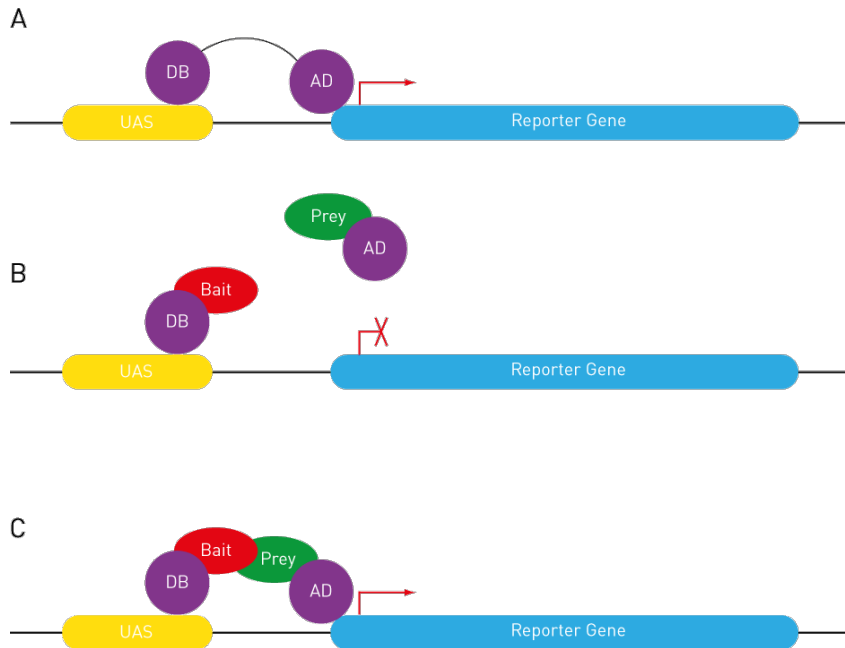 A
DB
AD
UAS
Reporter Gene
Prey
AD
B
Bait
DB
UAS
Reporter Gene
C
Bait
Prey
DB
AD
UAS
Reporter Gene